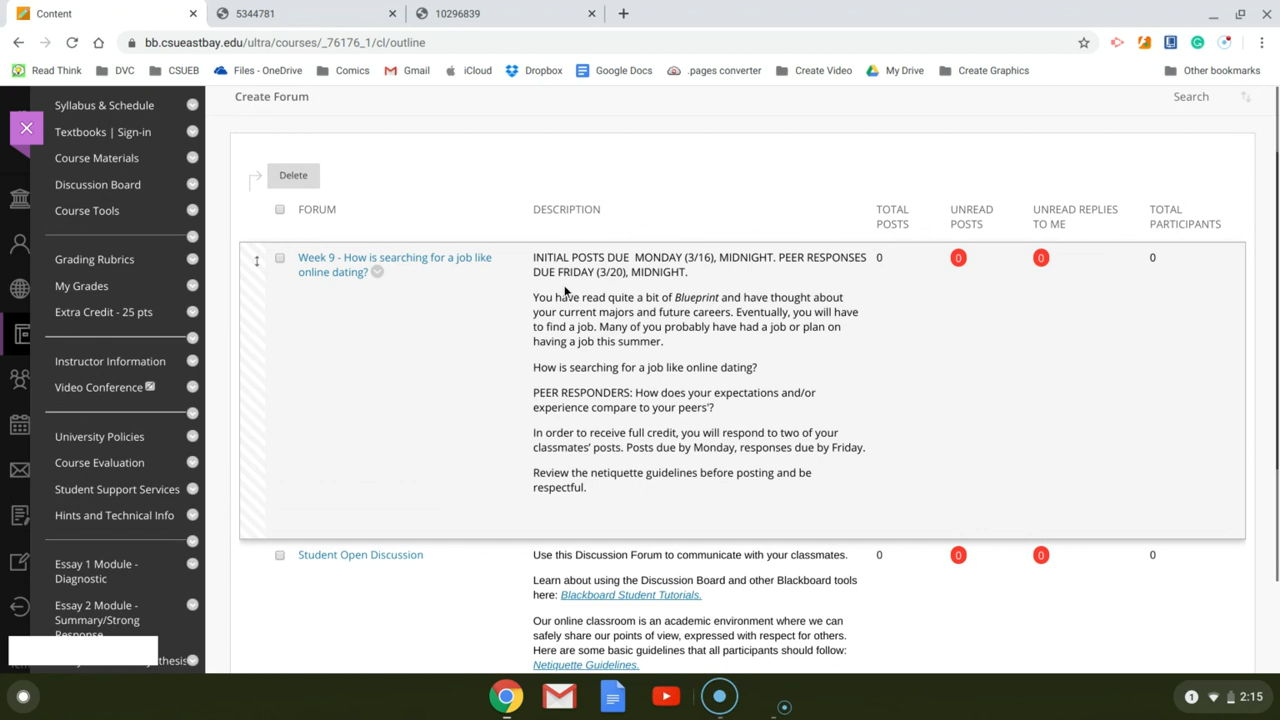 Content
5344781
10296839
bb.csueastbay.edu/ultra/courses/_76176_1/cl/outline
Read Think
DVC
CSUEB
Files - OneDrive
Comics
Gmail
iCloud
Dropbox
Google Docs
.pages converter
Create Video
My Drive
Create Graphics
Other bookmarks
Syllabus & Schedule
Textbooks | Sign-in
Course Materials
Discussion Board
Course Tools
Grading Rubrics
My Grades
Extra Credit - 25 pts
Instructor Information
Video Conference
University Policies
Course Evaluation
Student Support Services
Hints and Technical Info
Essay 1 Module -
Diagnostic
Essay 2 Module -
Summary/Strong
Response
Create Forum
Search
Delete
FORUM
DESCRIPTION
TOTAL
POSTS
UNREAD
POSTS
UNREAD REPLIES
TO ME
TOTAL
PARTICIPANTS
Week 9 - How is searching for a job like
online dating?
INITIAL POSTS DUE MONDAY (3/16), MIDNIGHT. PEER RESPONSES
DUE FRIDAY (3/20), MIDNIGHT.
You have read quite a bit of Blueprint and have thought about
your current majors and future careers. Eventually, you will have
to find a job. Many of you probably have had a job or plan on
having a job this summer.
How is searching for a job like online dating?
PEER RESPONDERS: How does your expectations and/or
experience compare to your peers'?
In order to receive full credit, you will respond to two of your
classmates' posts. Posts due by Monday, responses due by Friday.
Review the netiquette guidelines before posting and be
respectful.
0
0
0
0
Student Open Discussion
Use this Discussion Forum to communicate with your classmates.
Learn about using the Discussion Board and other Blackboard tools
here: Blackboard Student Tutorials.
Our online classroom is an academic environment where we can
safely share our points of view, expressed with respect for others.
Here are some basic guidelines that all participants should follow:
Netiquette Guidelines.
0
0
0
0
1
2:15